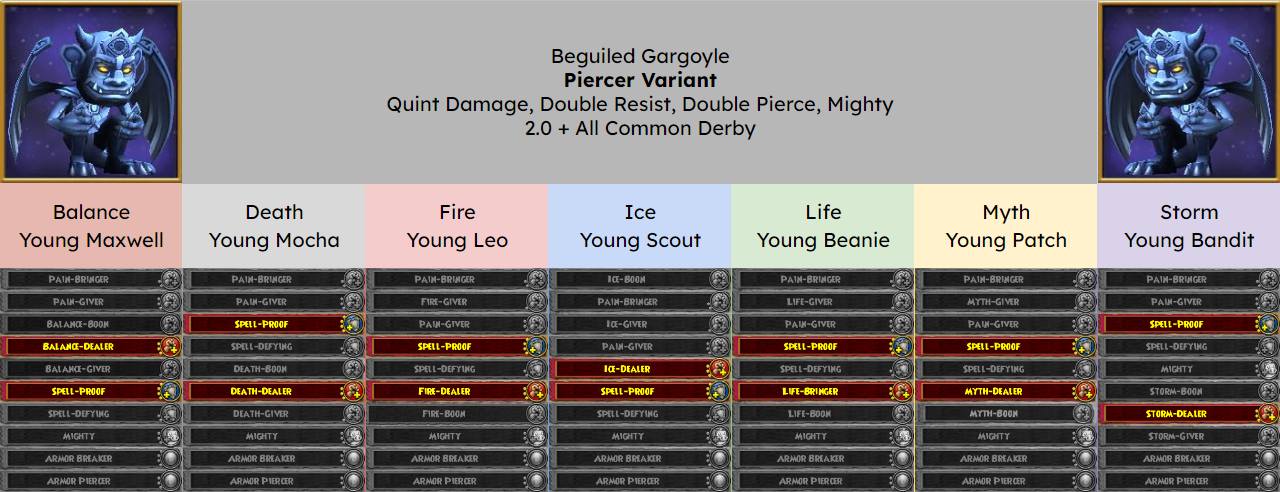 Beguiled Gargoyle
Piercer Variant
Quint Damage, Double Resist, Double Pierce, Mighty
2.0 + All Common Derby
Balance
Young Maxwell
PAIN-BRINGER
PAIN-GIVER
BALANCE-BOON
BALANCE-DEALER
BALANCE-GIVER
SPELL-PROOF
SPELL-DEFYING
MIGHTY
ARMOR BREAKER
ARMOR PIERCER
Death
Young Mocha
PAIN-BRINGER
PAIN-GIVER
SPELL-PROOF
SPELL-DEFYING
DEATH-BOON
DEATH-DEALER
DEATH-GIVER
MIGHTY
ARMOR BREAKER
ARMOR PIERCER
Fire
Young Leo
PAIN-BRINGER
FIRE-GIVER
PAIN-GIVER
SPELL-PROOF
SPELL-DEFYING
FIRE-DEALER
FIRE-BOON
MIGHTY
ARMOR BREAKER
ARMOR PIERCER
Ice
Young Scout
ICE-BOON
PAIN-BRINGER
ICE-GIVER
PAIN-GIVER
ICE-DEALER
SPELL-PROOF
SPELL-DEFYING
MIGHTY
ARMOR BREAKER
ARMOR PIERCER
Life
Young Beanie
PAIN-BRINGER
LIFE-GIVER
PAIN-GIVER
SPELL-PROOF
SPELL-DEFYING
LIFE-BRINGER
LIFE-BOON
MIGHTY
ARMOR BREAKER
ARMOR PIERCER
Myth
Young Patch
PAIN-BRINGER
MYTH-GIVER
PAIN-GIVER
SPELL-PROOF
SPELL-DEFYING
MYTH-DEALER
MYTH-BOON
MIGHTY
ARMOR BREAKER
ARMOR PIERCER
Storm
Young Bandit
PAIN-BRINGER
PAIN-GIVER
SPELL-PROOF
SPELL-DEFYING
MIGHTY
STORM-BOON
STORM-DEALER
STORM-GIVER
ARMOR BREAKER
ARMOR PIERCER